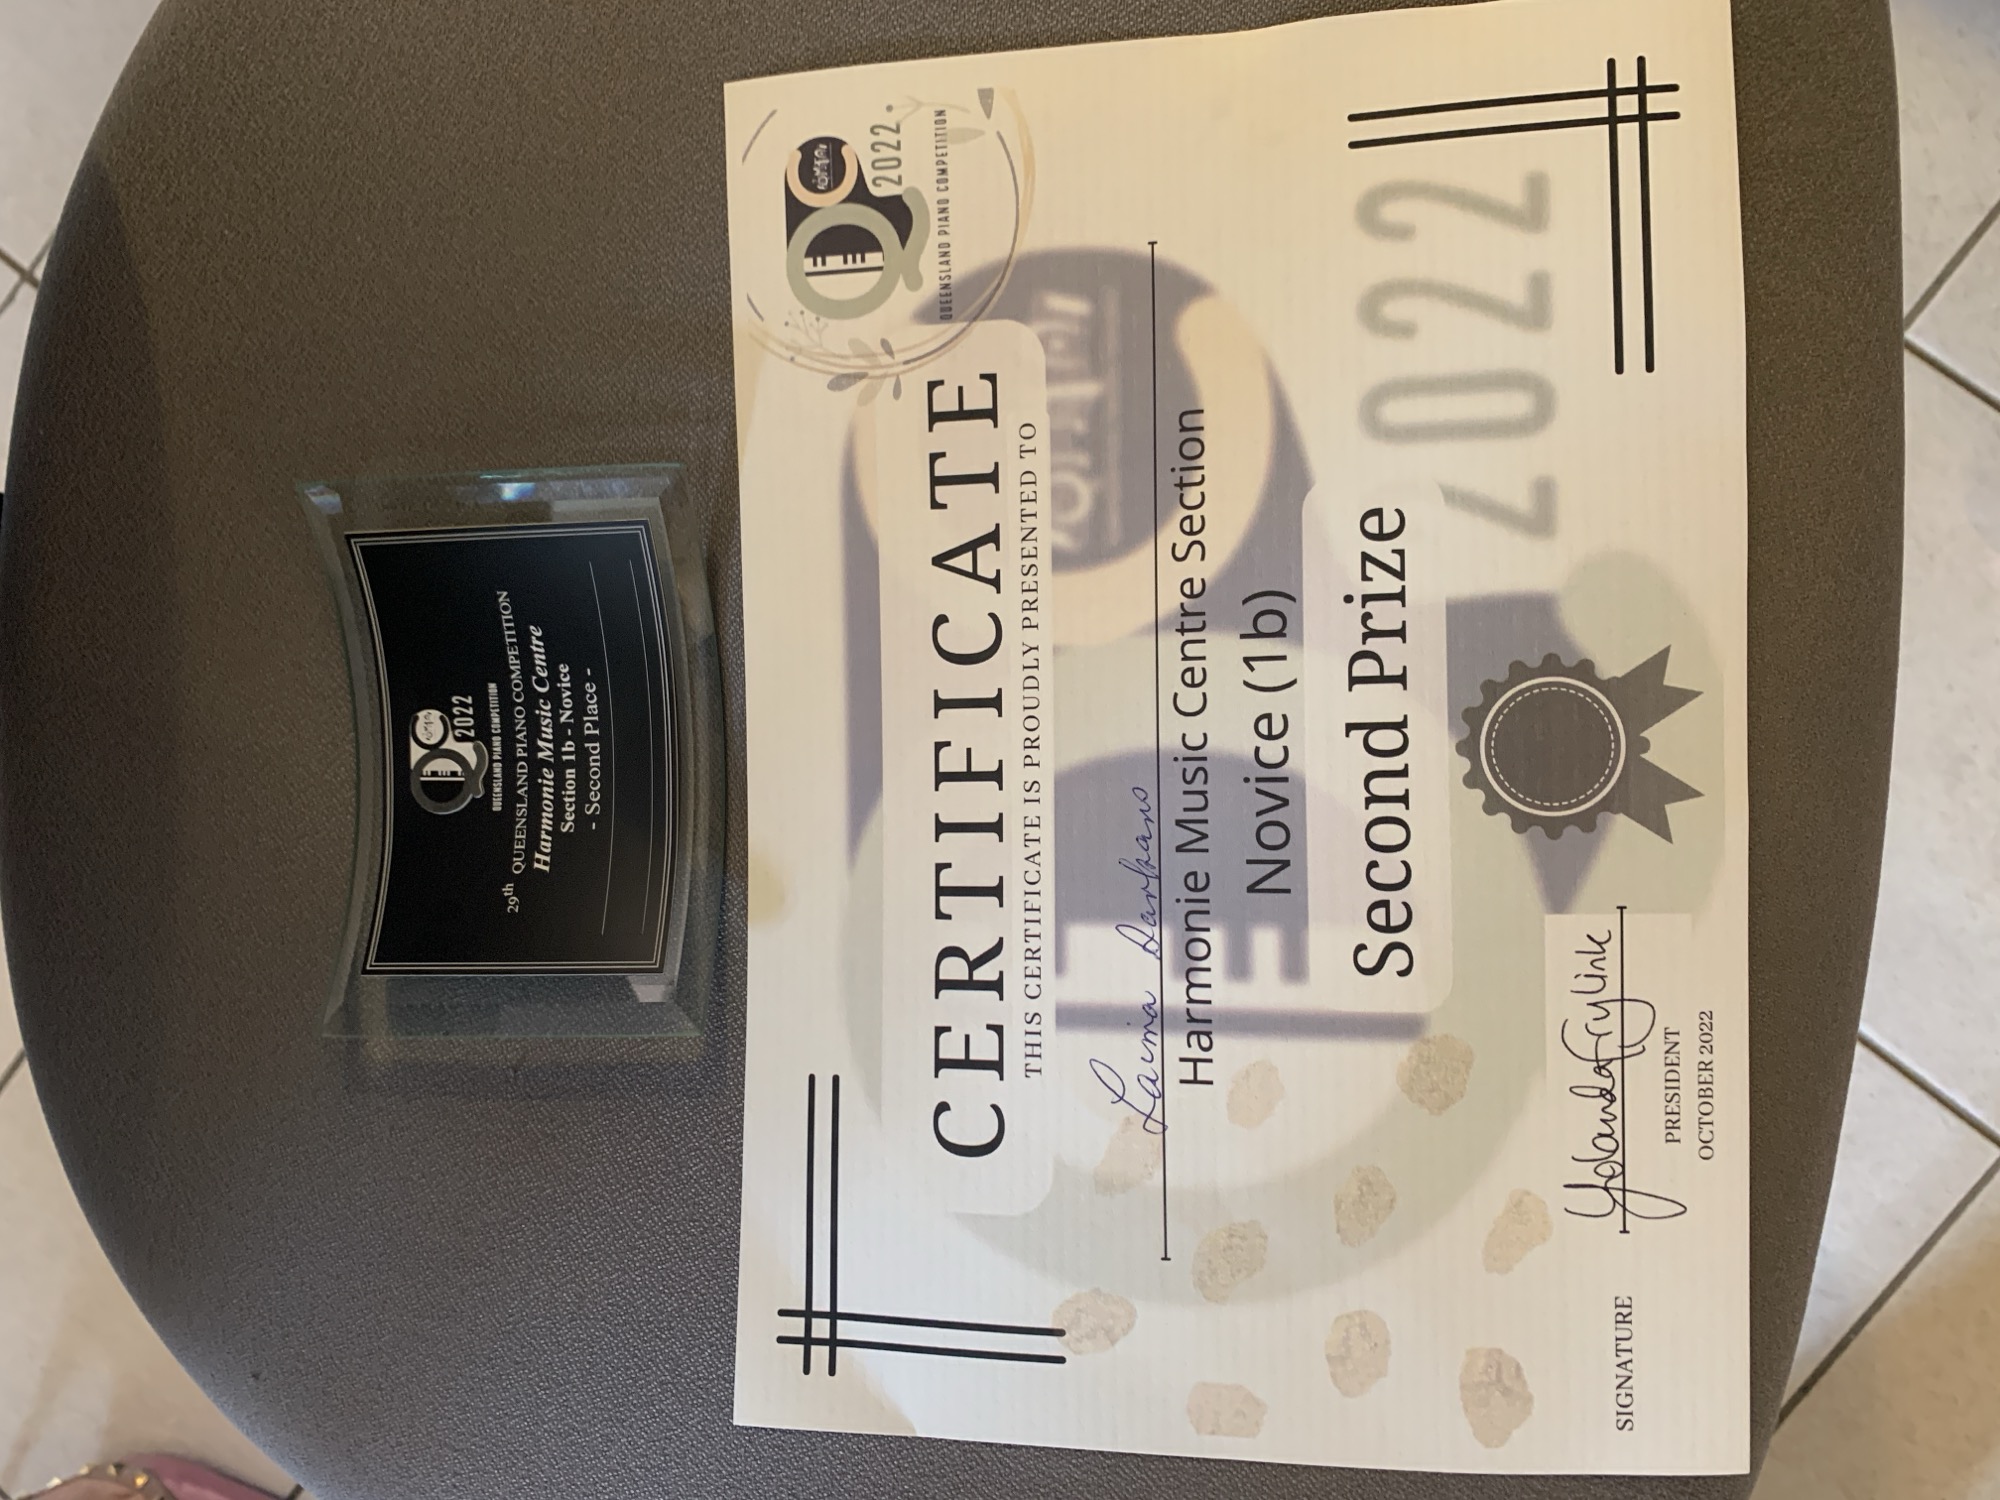 2022
QUEENSLAND PIANO COMPETITION
29th QUEENSLAND PIANO COMPETITION
Harmonie Music Centre
Section 1b - Novice
- Second Place -
2022
QUEENSLAND PIANO COMPETITION
CERTIFICATE
THIS CERTIFICATE IS PROUDLY PRESENTED TO
Laima
Harmonie Music Centre Section
Novice (1b)
Second Prize
2022
SIGNATURE
PRESIDENT
OCTOBER 2022